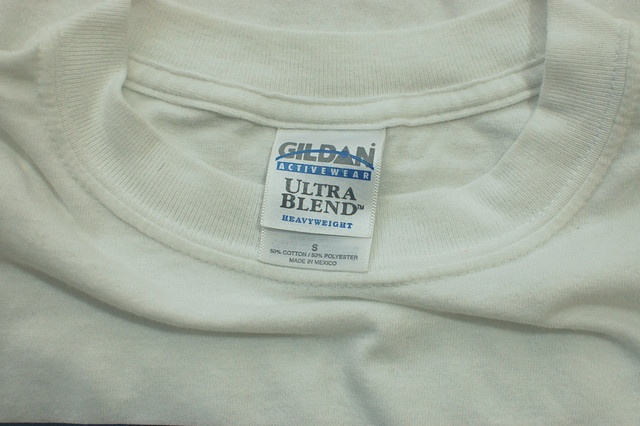 GILDAN
ACTIVEWEAR
ULTRA
BLEND™
HEAVYWEIGHT
S
50% COTTON / 50% POLYESTER
MADE IN MEXICO